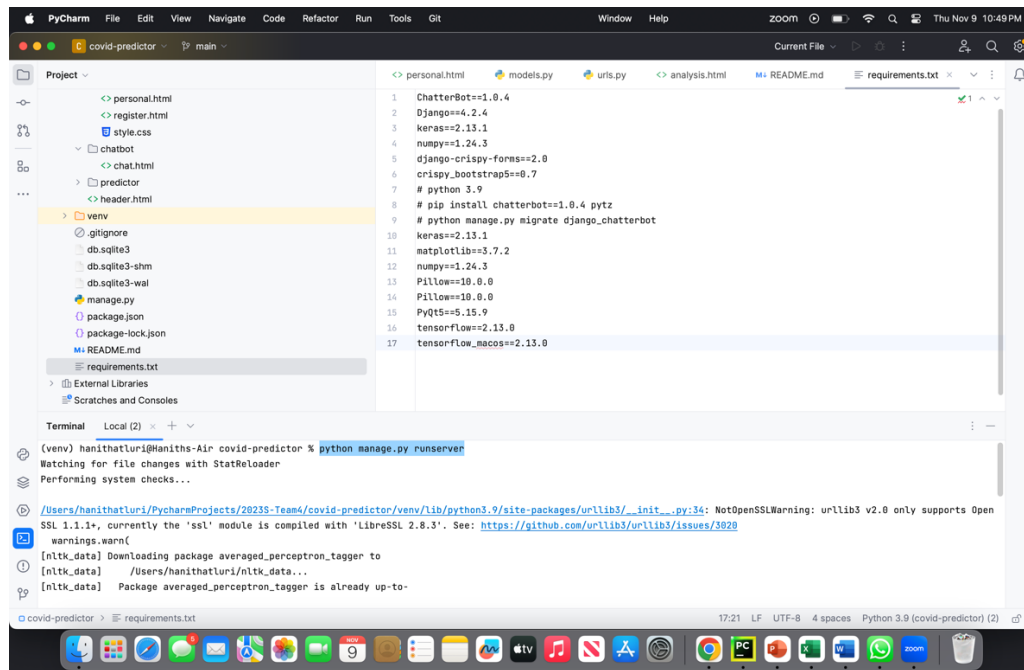 PyCharm File Edit View Navigate Code Refactor Run Tools Git Window Help zoom Thu Nov 9 10:49 PM
C covid-predictor main Current File
Project
personal.html models.py urls.py analysis.html M↓ README.md requirements.txt
personal.html
register.html
style.css
chatbot
chat.html
predictor
header.html
venv
.gitignore
db.sqlite3
db.sqlite3-shm
db.sqlite3-wal
manage.py
package.json
package-lock.json
M↓ README.md
requirements.txt
External Libraries
Scratches and Consoles
1 ChatterBot==1.0.4
2 Django==4.2.4
3 keras==2.13.1
4 numpy==1.24.3
5 django-crispy-forms==2.0
6 crispy_bootstrap5==0.7
7 # python 3.9
8 # pip install chatterbot==1.0.4 pytz
9 # python manage.py migrate django_chatterbot
10 keras==2.13.1
11 matplotlib==3.7.2
12 numpy==1.24.3
13 Pillow==10.0.0
14 Pillow==10.0.0
15 PyQt5==5.15.9
16 tensorflow==2.13.0
17 tensorflow_macos==2.13.0
1
Terminal Local (2)
(venv) hanithatluri@Haniths-Air covid-predictor % python manage.py runserver
Watching for file changes with StatReloader
Performing system checks...
/Users/hanithatluri/PycharmProjects/2023S-Team4/covid-predictor/venv/lib/python3.9/site-packages/urllib3/__init__.py:34: NotOpenSSLWarning: urllib3 v2.0 only supports Open
SSL 1.1.1+, currently the 'ssl' module is compiled with 'LibreSSL 2.8.3'. See: https://github.com/urllib3/urllib3/issues/3020
warnings.warn(
[nltk_data] Downloading package averaged_perceptron_tagger to
[nltk_data] /Users/hanithatluri/nltk_data...
[nltk_data] Package averaged_perceptron_tagger is already up-to-
covid-predictor > requirements.txt 17:21 LF UTF-8 4 spaces Python 3.9 (covid-predictor) (2)
5 NOV 9 tv PC P X W zoom